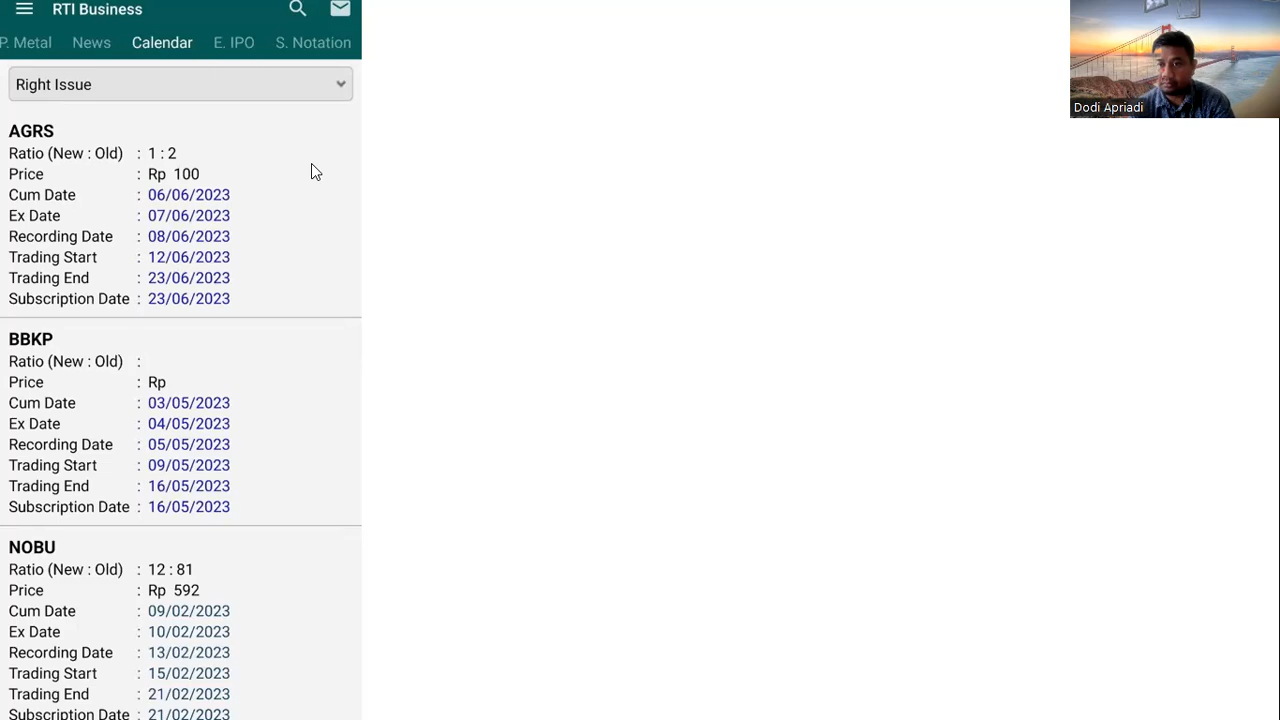 RTI Business
P. Metal News Calendar E. IPO S. Notation
Right Issue
AGRS
Ratio (New : Old) : 1 : 2
Price : Rp 100
Cum Date : 06/06/2023
Ex Date : 07/06/2023
Recording Date : 08/06/2023
Trading Start : 12/06/2023
Trading End : 23/06/2023
Subscription Date : 23/06/2023
BBKP
Ratio (New : Old) :
Price : Rp
Cum Date : 03/05/2023
Ex Date : 04/05/2023
Recording Date : 05/05/2023
Trading Start : 09/05/2023
Trading End : 16/05/2023
Subscription Date : 16/05/2023
NOBU
Ratio (New : Old) : 12 : 81
Price : Rp 592
Cum Date : 09/02/2023
Ex Date : 10/02/2023
Recording Date : 13/02/2023
Trading Start : 15/02/2023
Trading End : 21/02/2023
Subscription Date : 21/02/2023
Dodi Apriadi